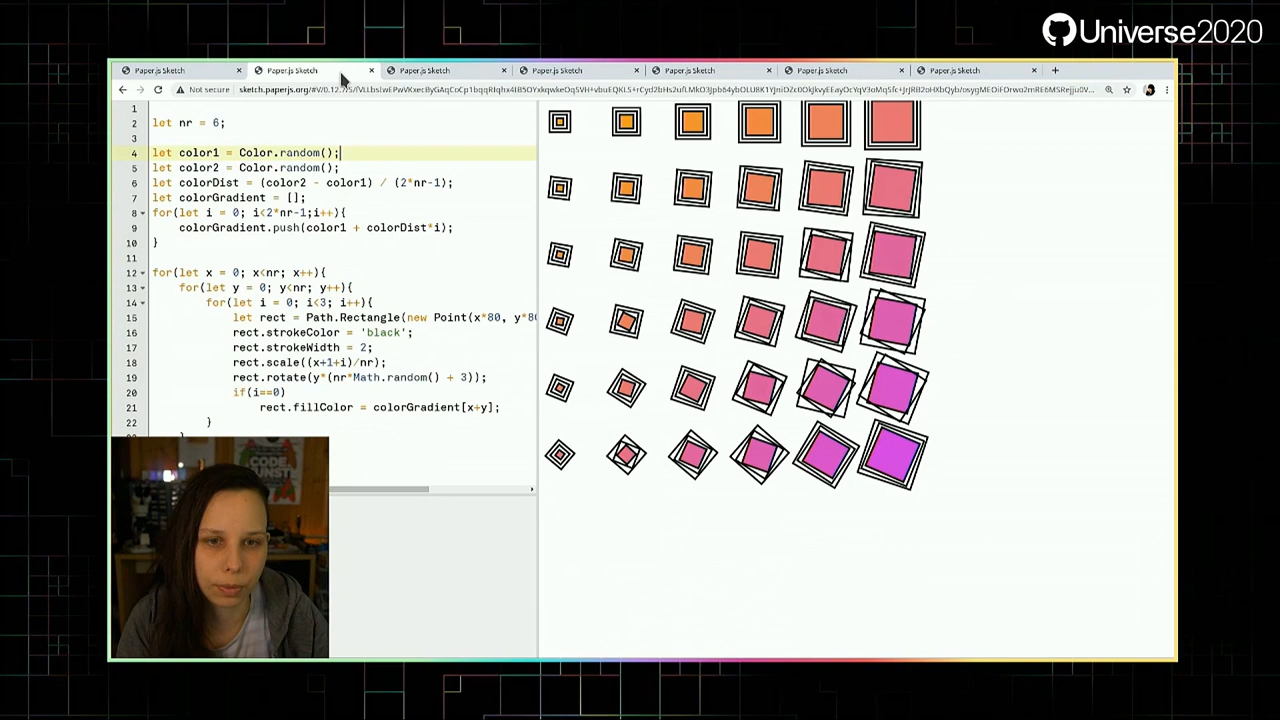 Universe2020
Paper.js Sketch
Paper.js Sketch
Paper.js Sketch
Paper.js Sketch
Paper.js Sketch
Paper.js Sketch
Paper.js Sketch
Not secure
1
2 let nr = 6;
3
4 let color1 = Color.random();
5 let color2 = Color.random();
6 let colorDist = (color2 - color1) / (2*nr-1);
7 let colorGradient = [];
8 for(let i = 0; i<2*nr-1;i++){
9 colorGradient.push(color1 + colorDist*i);
10 }
11
12 for(let x = 0; x<nr; x++){
13 for(let y = 0; y<nr; y++){
14 for(let i = 0; i<3; i++){
15 let rect = Path.Rectangle(new Point(x*80, y*80
16 rect.strokeColor = 'black';
17 rect.strokeWidth = 2;
18 rect.scale((x+1+i)/nr);
19 rect.rotate(y*(nr*Math.random() + 3));
20 if(i==0)
21 rect.fillColor = colorGradient[x+y];
22 }
CODE